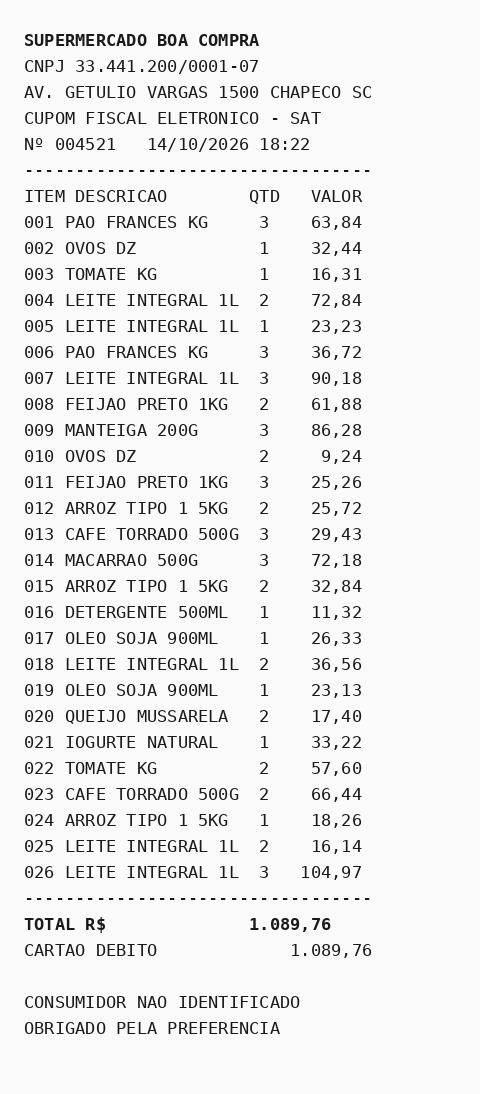 SUPERMERCADO BOA COMPRA
CNPJ 33.441.200/0001-07
AV. GETULIO VARGAS 1500 CHAPECO SC
CUPOM FISCAL ELETRONICO - SAT
Nº 004521   14/10/2026 18:22
----------------------------------
ITEM DESCRICAO        QTD   VALOR
001 PAO FRANCES KG     3    63,84
002 OVOS DZ            1    32,44
003 TOMATE KG          1    16,31
004 LEITE INTEGRAL 1L  2    72,84
005 LEITE INTEGRAL 1L  1    23,23
006 PAO FRANCES KG     3    36,72
007 LEITE INTEGRAL 1L  3    90,18
008 FEIJAO PRETO 1KG   2    61,88
009 MANTEIGA 200G      3    86,28
010 OVOS DZ            2     9,24
011 FEIJAO PRETO 1KG   3    25,26
012 ARROZ TIPO 1 5KG   2    25,72
013 CAFE TORRADO 500G  3    29,43
014 MACARRAO 500G      3    72,18
015 ARROZ TIPO 1 5KG   2    32,84
016 DETERGENTE 500ML   1    11,32
017 OLEO SOJA 900ML    1    26,33
018 LEITE INTEGRAL 1L  2    36,56
019 OLEO SOJA 900ML    1    23,13
020 QUEIJO MUSSARELA   2    17,40
021 IOGURTE NATURAL    1    33,22
022 TOMATE KG          2    57,60
023 CAFE TORRADO 500G  2    66,44
024 ARROZ TIPO 1 5KG   1    18,26
025 LEITE INTEGRAL 1L  2    16,14
026 LEITE INTEGRAL 1L  3   104,97
----------------------------------
TOTAL R$              1.089,76
CARTAO DEBITO             1.089,76
CONSUMIDOR NAO IDENTIFICADO
OBRIGADO PELA PREFERENCIA